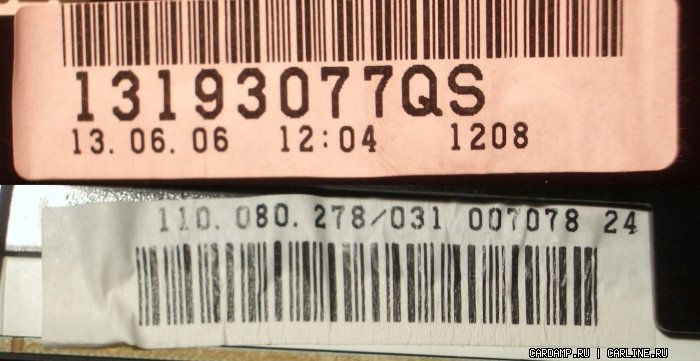 13193077QS
13.06.06 12:04 1208
110.080.278/031 007078 24
CARDAMP.RU | CARLINE.RU